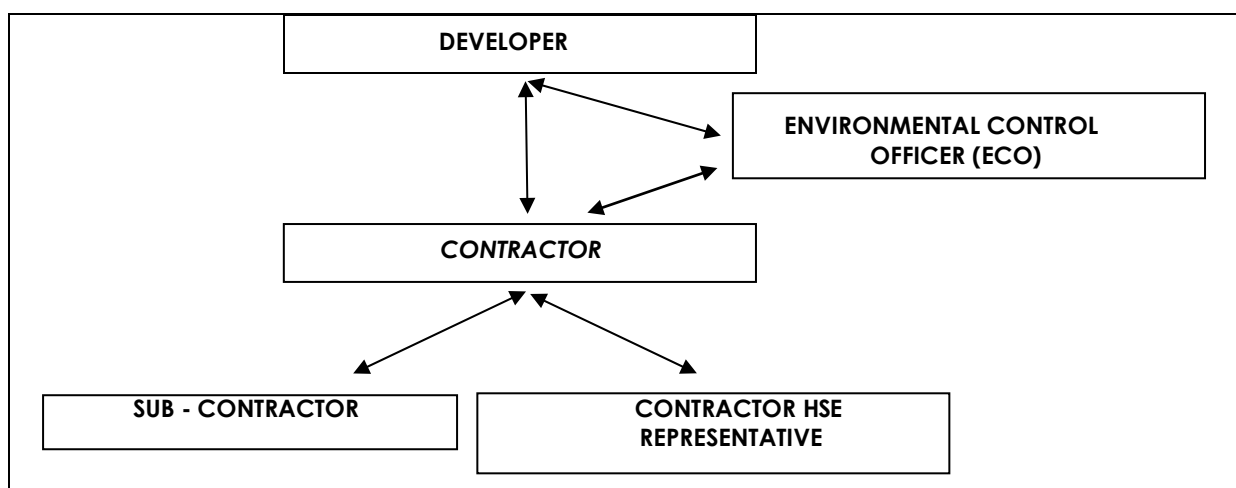 DEVELOPER
ENVIRONMENTAL CONTROL
OFFICER (ECO)
CONTRACTOR
SUB - CONTRACTOR
CONTRACTOR HSE
REPRESENTATIVE